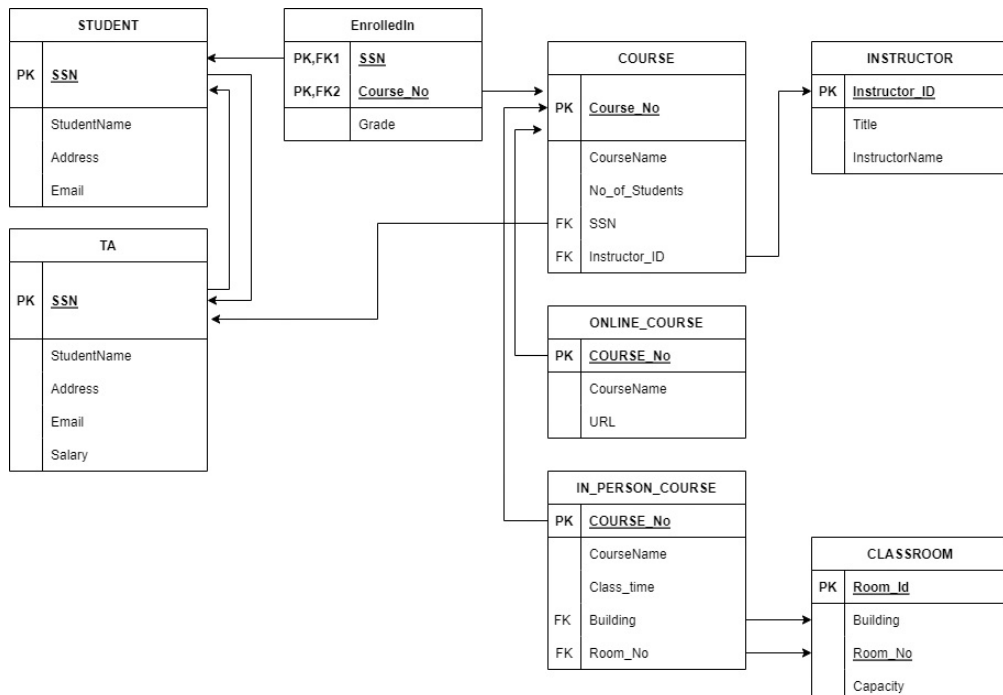 STUDENT
PK SSN
StudentName
Address
Email
EnrolledIn
PK,FK1 SSN
PK,FK2 Course_No
Grade
COURSE
PK Course_No
CourseName
No_of_Students
FK SSN
FK Instructor_ID
INSTRUCTOR
PK Instructor_ID
Title
InstructorName
TA
PK SSN
StudentName
Address
Email
Salary
ONLINE_COURSE
PK COURSE_No
CourseName
URL
IN_PERSON_COURSE
PK COURSE_No
CourseName
Class_time
FK Building
FK Room_No
CLASSROOM
PK Room_Id
Building
Room_No
Capacity